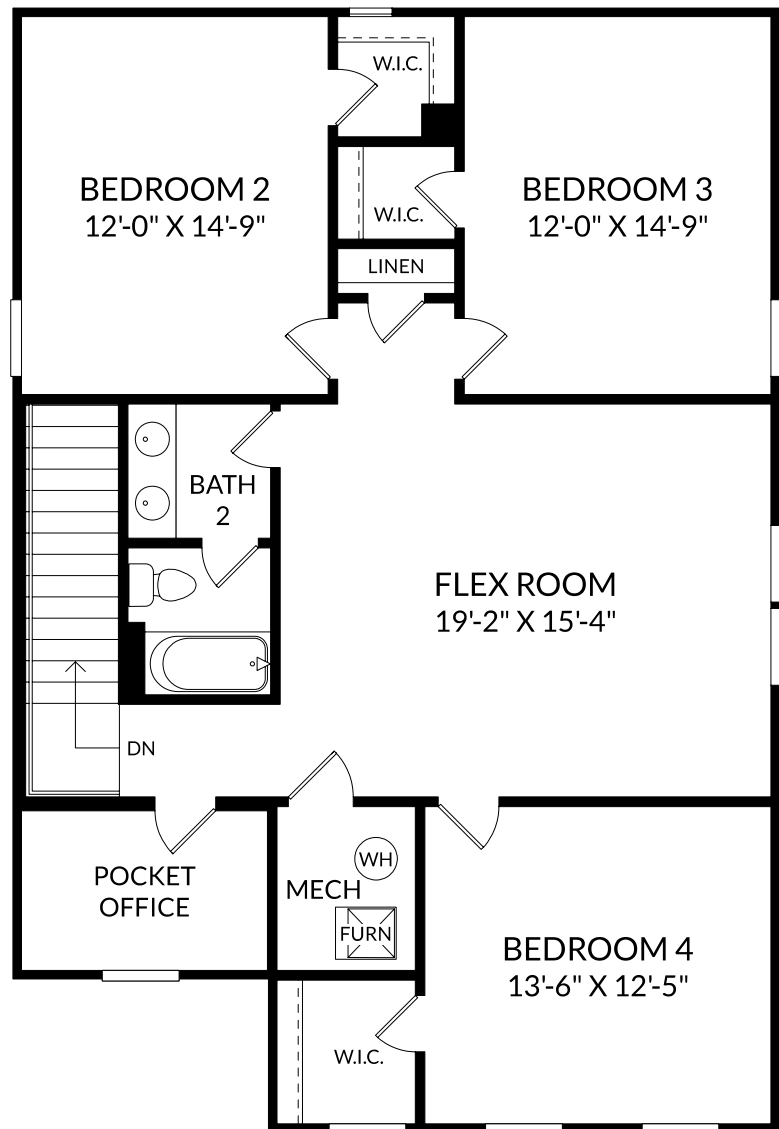 W.I.C.
BEDROOM 2
12'-0" X 14'-9"
BEDROOM 3
12'-0" X 14'-9"
W.I.C.
LINEN
BATH
2
FLEX ROOM
19'-2" X 15'-4"
DN
POCKET
OFFICE
WH
MECH
FURN
BEDROOM 4
13'-6" X 12'-5"
W.I.C.